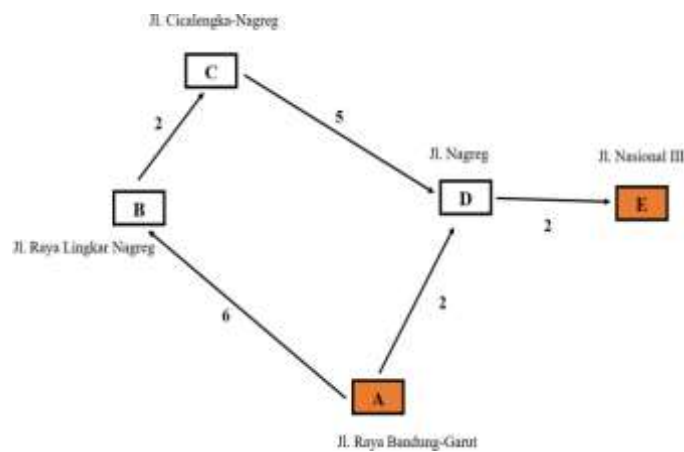 Jl. Cicalengka-Nagreg
C
2
5
Jl. Nagreg
Jl. Nasional III
B
D
E
2
Jl. Raya Lingkar Nagreg
2
6
A
Jl. Raya Bandung-Garut